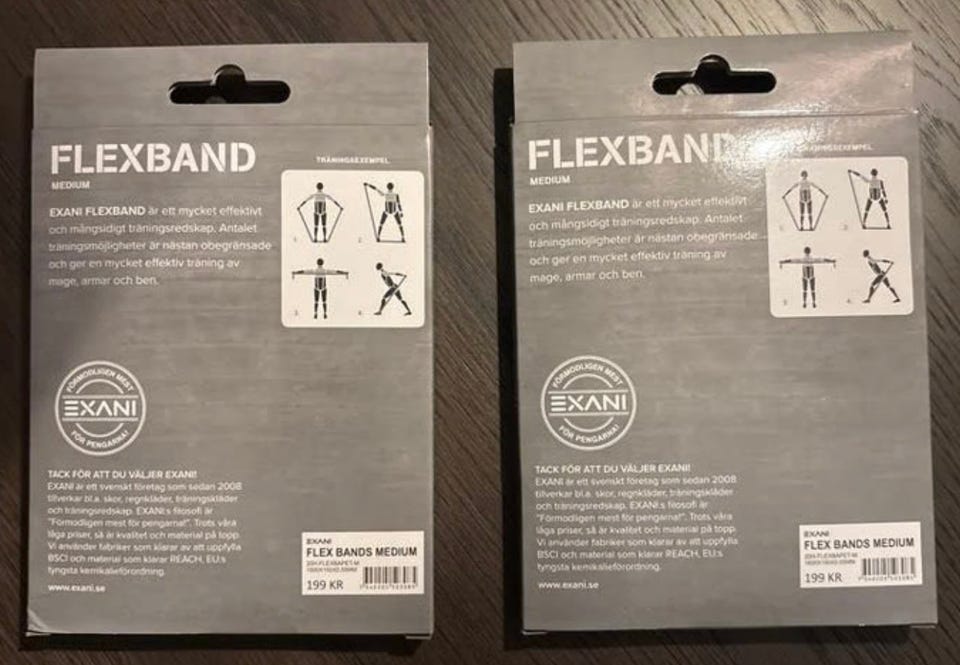 FLEXBAND
MEDIUM
TRÄNINGSEXEMPEL
EXANI FLEXBAND är ett mycket effektivt
och mångsidigt träningsredskap. Antalet
träningsmöjligheter är nästan obegränsade
och ger en mycket effektiv träning av
mage, armar och ben.
1.
2.
3.
4.
FÖRMODLIGEN MEST
EXANI
FÖR PENGARNA!
TACK FÖR ATT DU VÄLJER EXANI!
EXANI är ett svenskt företag som sedan 2008
tillverkar bl.a. skor, regnkläder, träningskläder
och träningsredskap. EXANI:s filosofi är
"Förmodligen mest för pengarna!". Trots våra
låga priser, så är kvalitet och material på topp.
Vi använder fabriker som klarar av att uppfylla
BSCI och material som klarar REACH, EU:s
tyngsta kemikalieförordning.
www.exani.se
EXANI
FLEX BANDS MEDIUM
199 KR
FLEXBAND
MEDIUM
TRÄNINGSEXEMPEL
EXANI FLEXBAND är ett mycket effektivt
och mångsidigt träningsredskap. Antalet
träningsmöjligheter är nästan obegränsade
och ger en mycket effektiv träning av
mage, armar och ben.
1.
2.
3.
4.
FÖRMODLIGEN MEST
EXANI
FÖR PENGARNA!
TACK FÖR ATT DU VÄLJER EXANI!
EXANI är ett svenskt företag som sedan 2008
tillverkar bl.a. skor, regnkläder, träningskläder
och träningsredskap. EXANI:s filosofi är
"Förmodligen mest för pengarna!". Trots våra
låga priser, så är kvalitet och material på topp.
Vi använder fabriker som klarar av att uppfylla
BSCI och material som klarar REACH, EU:s
tyngsta kemikalieförordning.
www.exani.se
EXANI
FLEX BANDS MEDIUM
199 KR